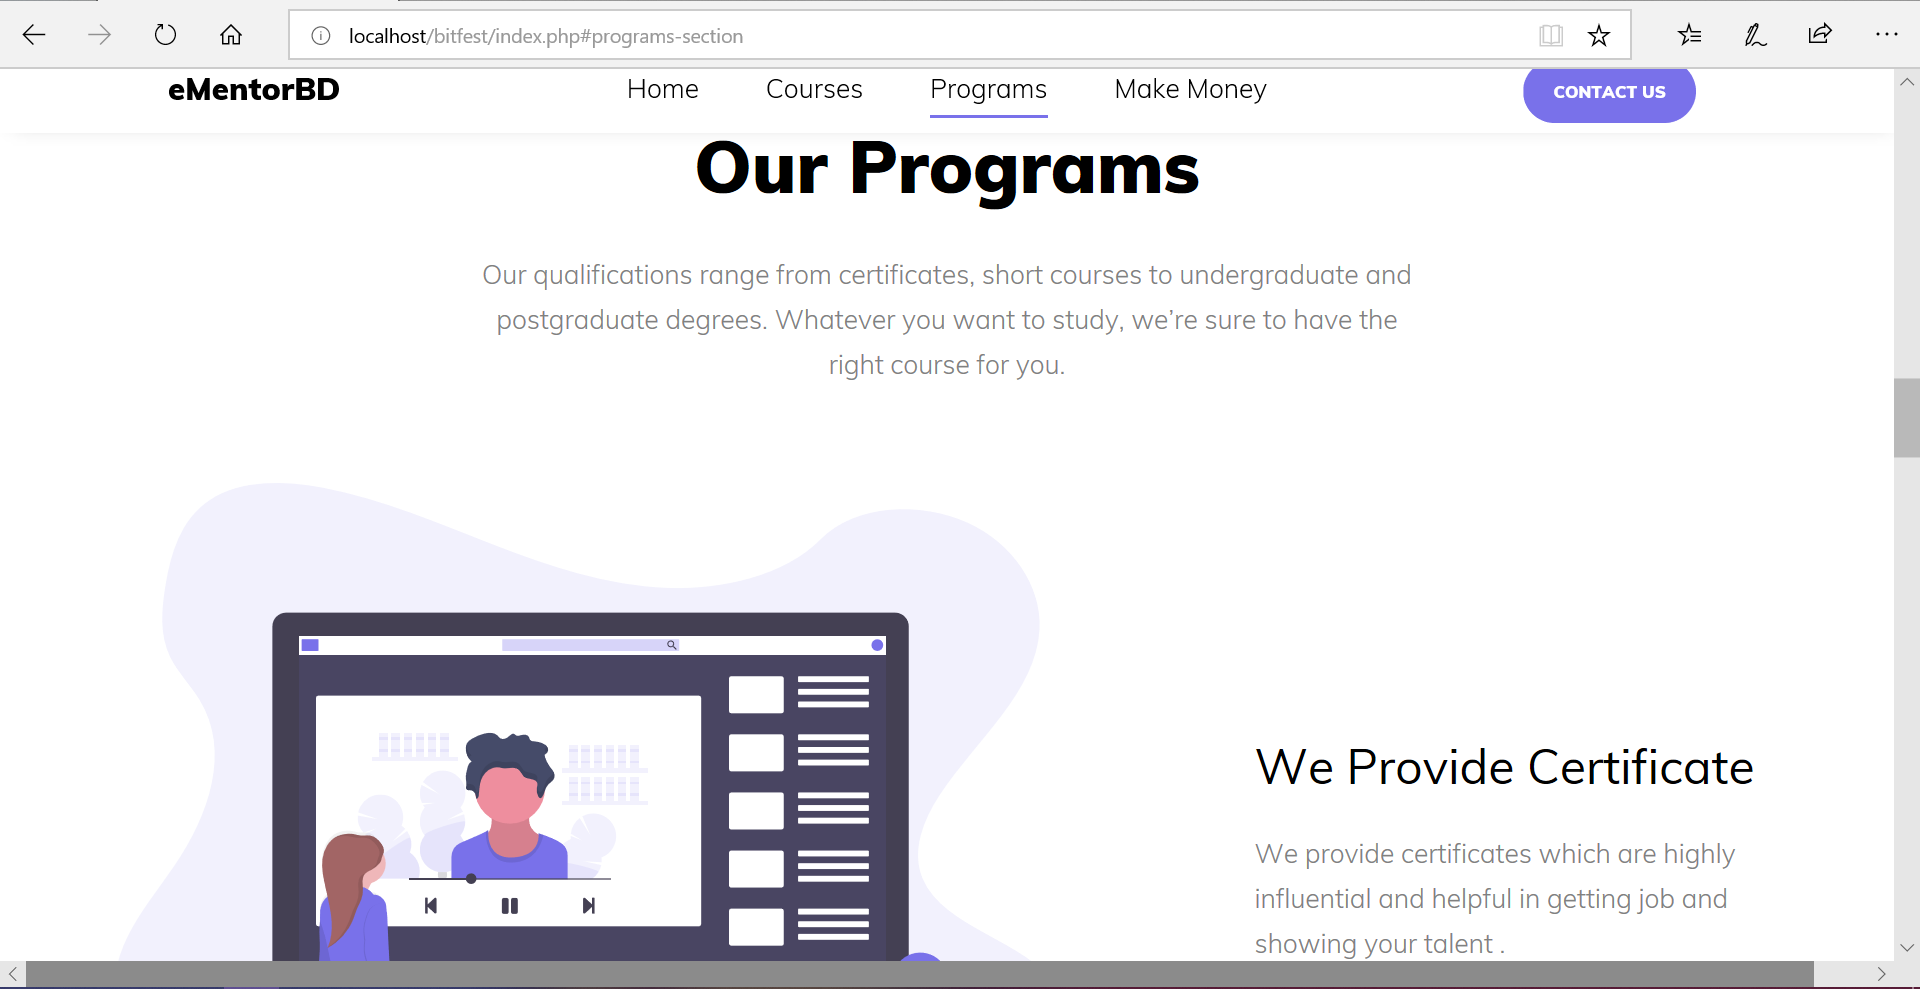 localhost/bitfest/index.php#programs-section
eMentorBD
Home
Courses
Programs
Make Money
CONTACT US
Our Programs
Our qualifications range from certificates, short courses to undergraduate and
postgraduate degrees. Whatever you want to study, we’re sure to have the
right course for you.
We Provide Certificate
We provide certificates which are highly
influential and helpful in getting job and
showing your talent .